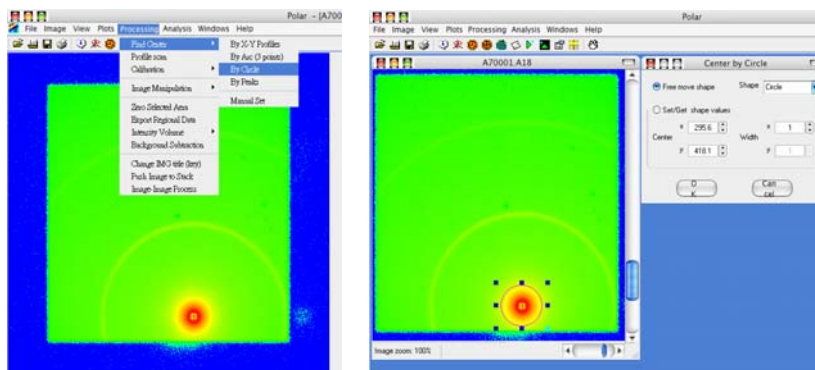 Polar - [A700
File Image View Plots Processing Analysis Windows Help
Find Center
Profile scan
Calibration
Image Manipulation
Zero Selected Area
Export Regional Data
Intensity Volume
Background Subtraction
Change IMG title (key)
Push Image to Stack
Image-Image Process
By X-Y Profiles
By Arc (3 points)
By Circle
By Peaks
Manual Set
Polar
File Image View Plots Processing Analysis Windows Help
A70001.A18
Image zoom: 100%
Center by Circle
Free move shape Shape Circle
Set/Get shape values
Center x 295.6 Width x 1
y 418.1 y 1
O
K
Can
cel